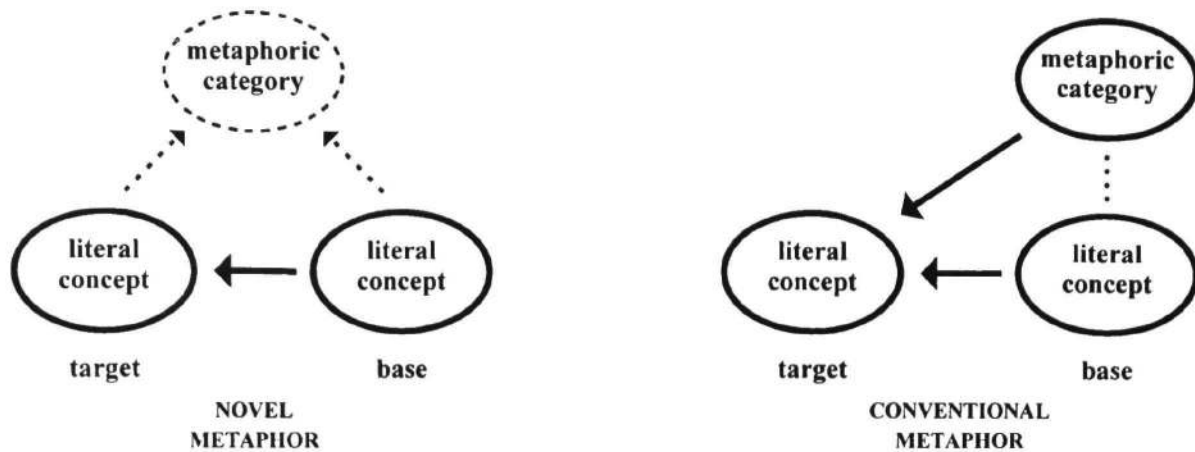 metaphoric
category
literal
concept
literal
concept
target
base
NOVEL
METAPHOR
metaphoric
category
literal
concept
literal
concept
target
base
CONVENTIONAL
METAPHOR